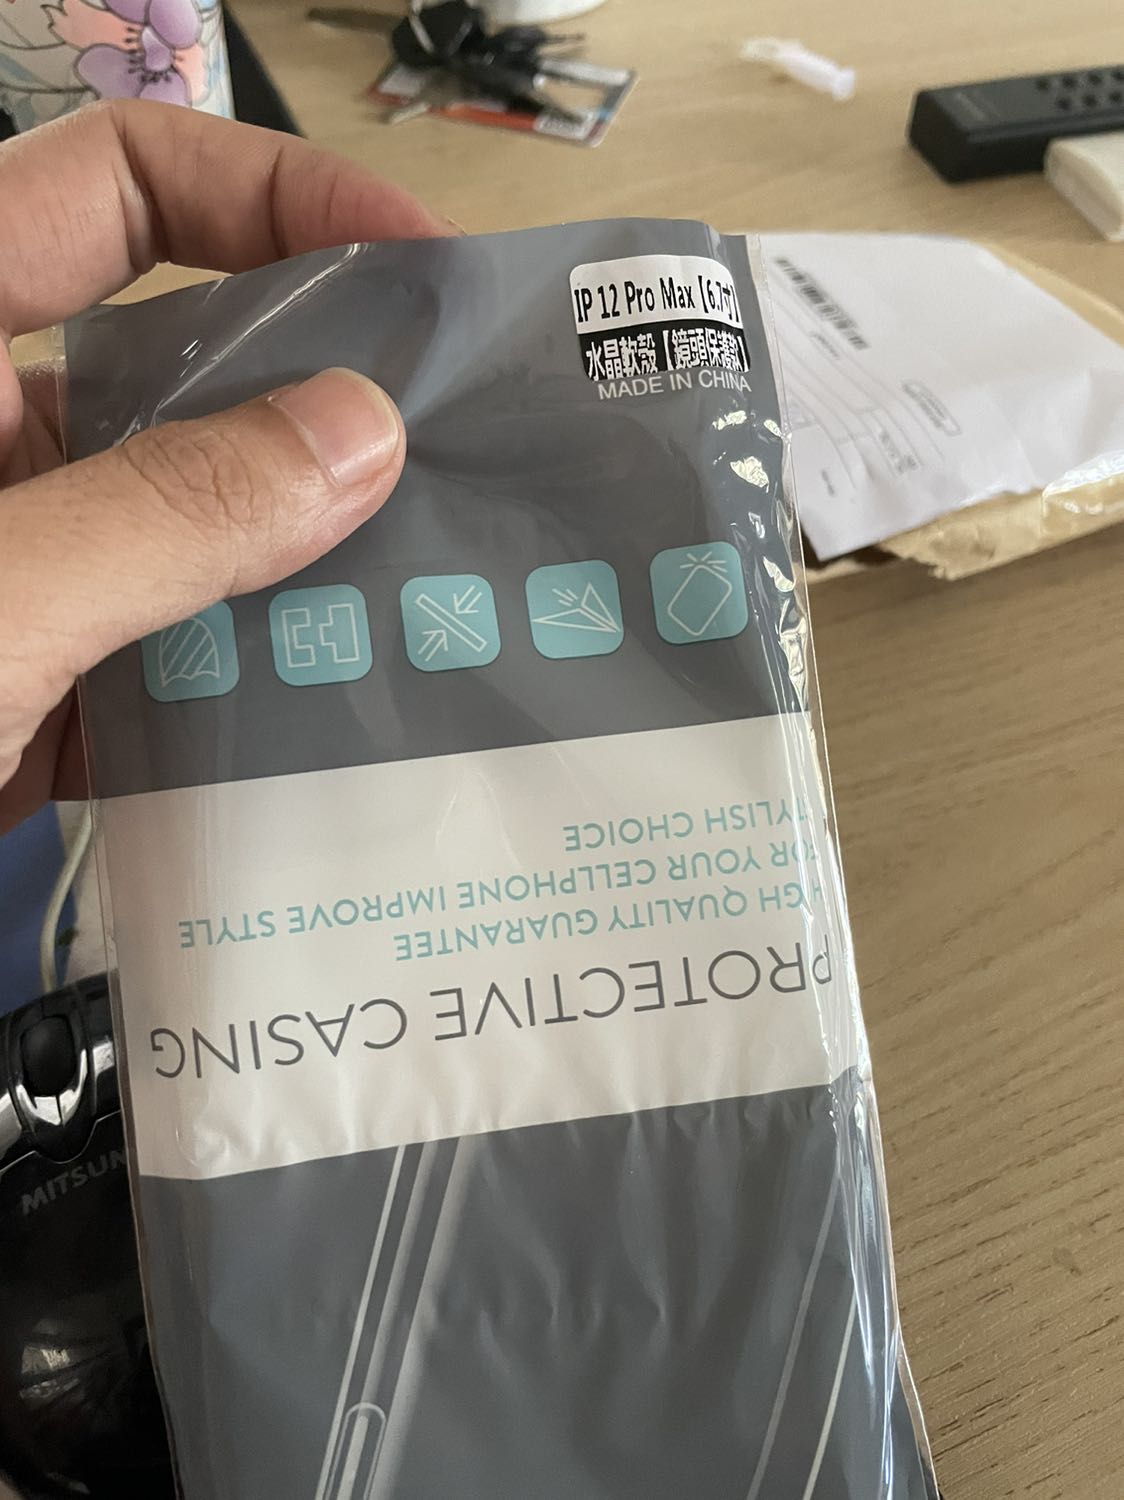 IP 12 Pro Max【6.7寸】
水晶軟殼【鏡頭保護款】
MADE IN CHINA
PROTECTIVE CASING
HIGH QUALITY GUARANTEE
FOR YOUR CELLPHONE IMPROVE STYLE
STYLISH CHOICE
MITSUM